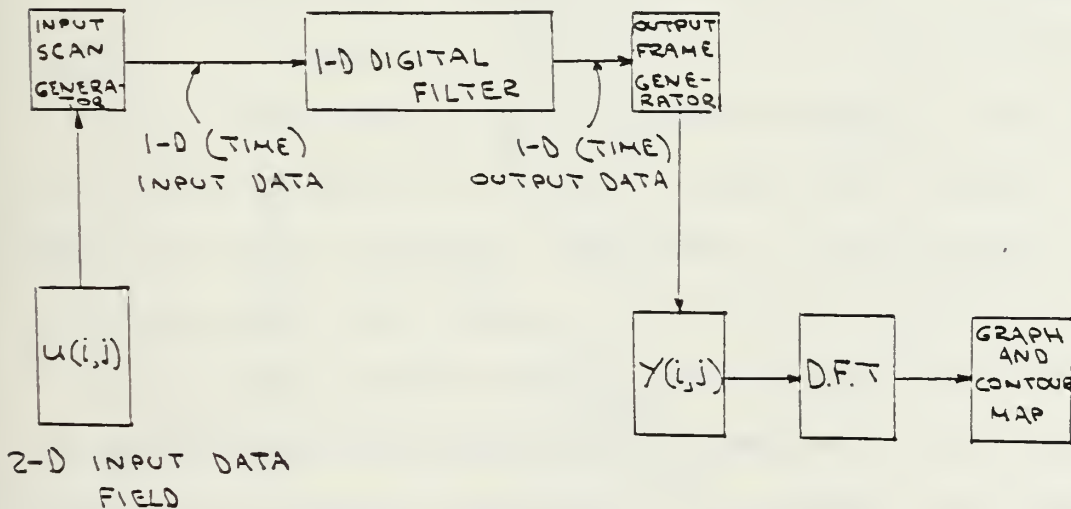 INPUT
SCAN
GENERA-
TOR
1-D DIGITAL
FILTER
OUTPUT
FRAME
GENE-
RATOR
1-D (TIME)
INPUT DATA
1-D (TIME)
OUTPUT DATA
u(i,j)
2-D INPUT DATA
FIELD
Y(i,j)
D.F.T
GRAPH
AND
CONTOUR
MAP